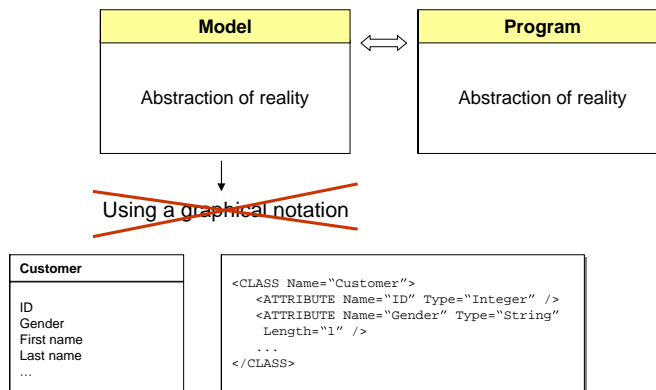 Model
Program
Abstraction of reality
Abstraction of reality
Using a graphical notation
Customer
ID
Gender
First name
Last name
…
<CLASS Name=“Customer”>
<ATTRIBUTE Name=“ID” Type=“Integer” />
<ATTRIBUTE Name=“Gender” Type=“String”
Length=“1” />
...
</CLASS>